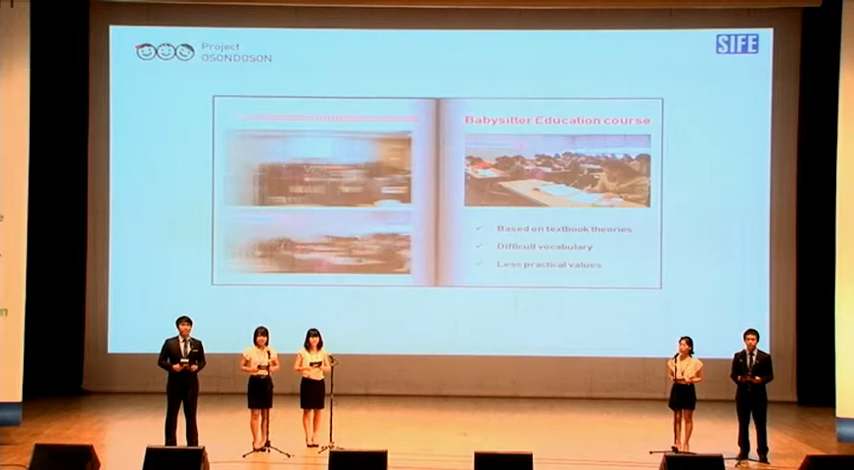 Project
OSONDOSON
SIFE
Babysitter Education course
Based on textbook theories
Difficult vocabulary
Less practical values